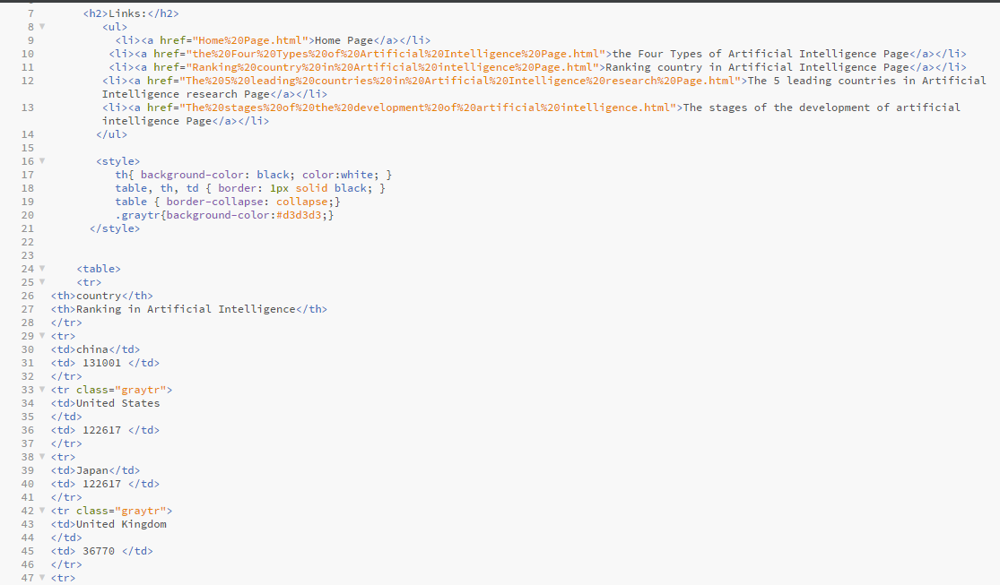 7 <h2>Links:</h2>
8 <ul>
9 <li><a href="Home%20Page.html">Home Page</a></li>
10 <li><a href="the%20Four%20Types%20of%20Artificial%20Intelligence%20Page.html">the Four Types of Artificial Intelligence Page</a></li>
11 <li><a href="Ranking%20country%20in%20Artificial%20intelligence%20Page.html">Ranking country in Artificial Intelligence Page</a></li>
12 <li><a href="The%205%20leading%20countries%20in%20Artificial%20Intelligence%20research%20Page.html">The 5 leading countries in Artificial
Intelligence research Page</a></li>
13 <li><a href="The%20stages%20of%20the%20development%20of%20artificial%20intelligence.html">The stages of the development of artificial
intelligence Page</a></li>
14 </ul>
15
16 <style>
17 th{ background-color: black; color:white; }
18 table, th, td { border: 1px solid black; }
19 table { border-collapse: collapse;}
20 .graytr{background-color:#d3d3d3;}
21 </style>
22
23
24 <table>
25 <tr>
26 <th>country</th>
27 <th>Ranking in Artificial Intelligence</th>
28 </tr>
29 <tr>
30 <td>china</td>
31 <td> 131001 </td>
32 </tr>
33 <tr class="graytr">
34 <td>United States
35 </td>
36 <td> 122617 </td>
37 </tr>
38 <tr>
39 <td>Japan</td>
40 <td> 122617 </td>
41 </tr>
42 <tr class="graytr">
43 <td>United Kingdom
44 </td>
45 <td> 36770 </td>
46 </tr>
47 <tr>